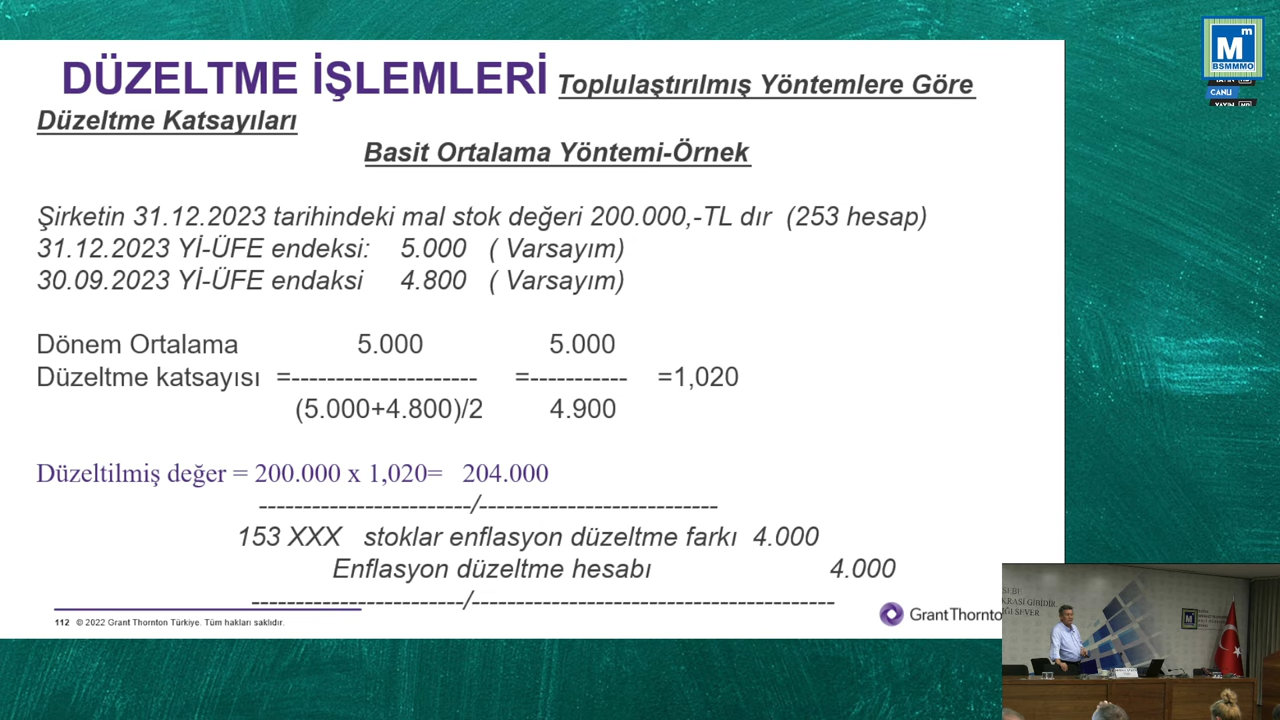 DÜZELTME İŞLEMLERİ Toplulaştırılmış Yöntemlere Göre
Düzeltme Katsayıları
Basit Ortalama Yöntemi-Örnek
Şirketin 31.12.2023 tarihindeki mal stok değeri 200.000,-TL dır (253 hesap)
31.12.2023 Yİ-ÜFE endeksi: 5.000 ( Varsayım)
30.09.2023 Yİ-ÜFE endaksi 4.800 ( Varsayım)
Dönem Ortalama 5.000 5.000
Düzeltme katsayısı =--------------------- =----------- =1,020
(5.000+4.800)/2 4.900
Düzeltilmiş değer = 200.000 x 1,020= 204.000
------------------------/---------------------------
153 XXX stoklar enflasyon düzeltme farkı 4.000
Enflasyon düzeltme hesabı 4.000
------------------------/-----------------------------------------
112 © 2022 Grant Thornton Türkiye. Tüm hakları saklıdır.
Grant Thornto
Mm
BSMMMO
CANLI
YAYIN